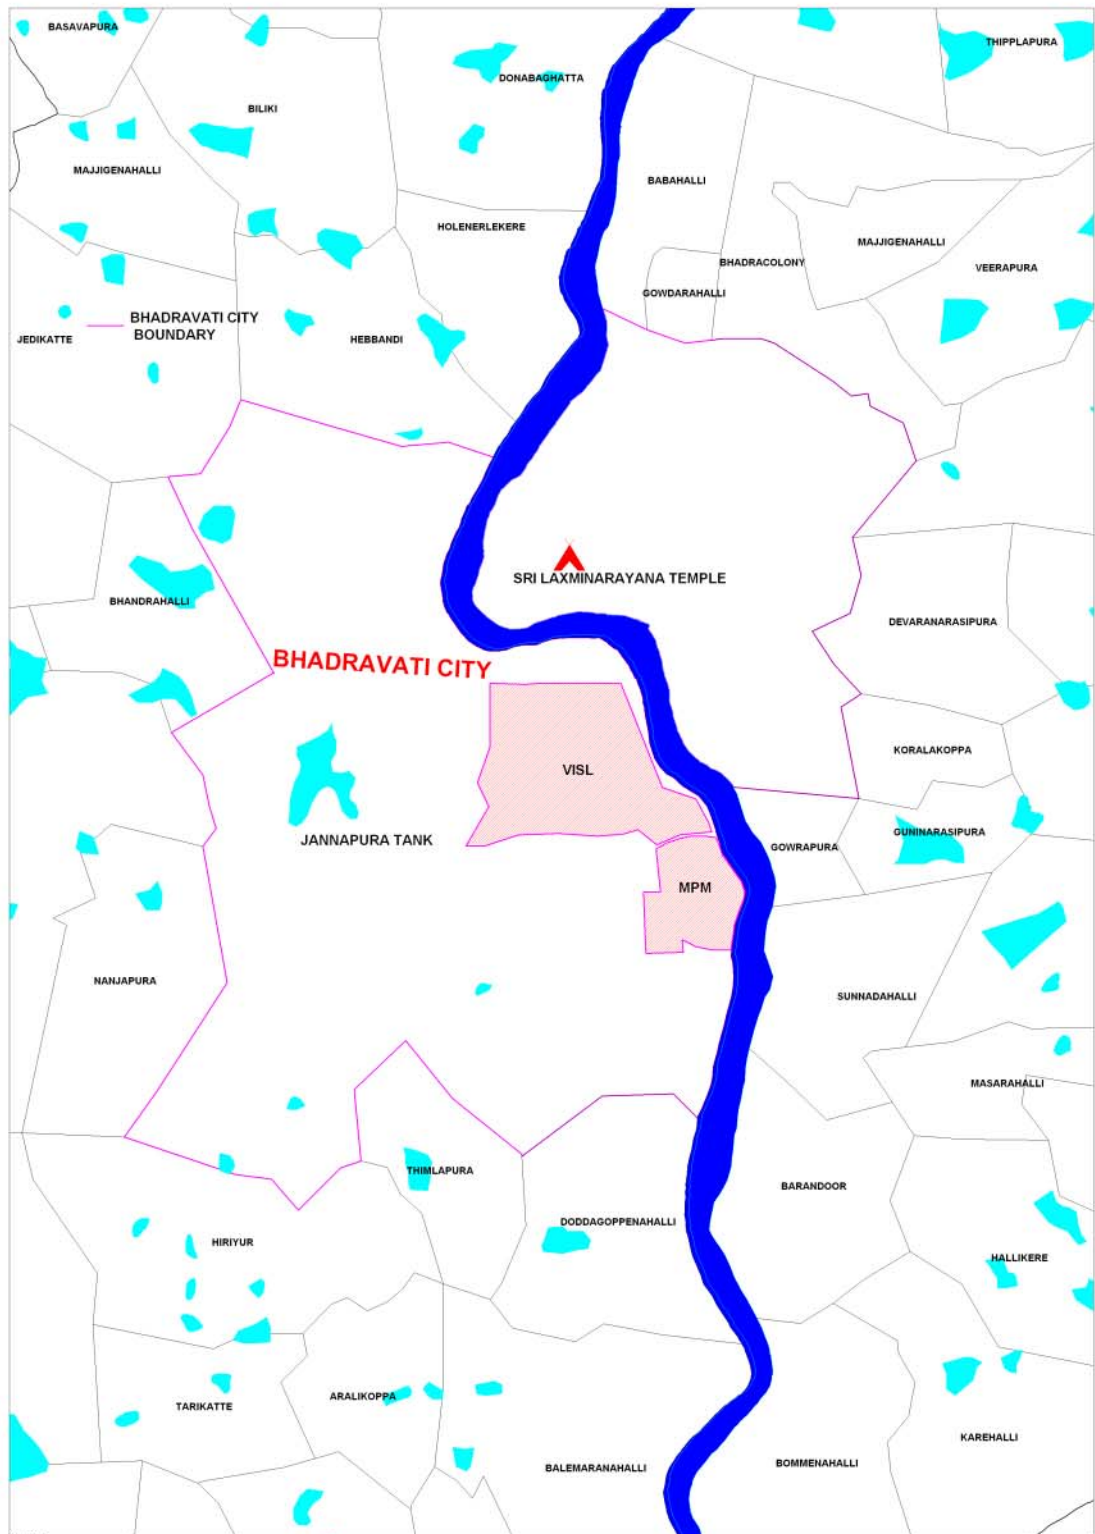 BASAVAPURA
THIPPLAPURA
DONABAGHATTA
BILIKI
MAJJIGENAHALLI
BABAHALLI
HOLENERLEKERE
MAJJIGENAHALLI
BHADRACOLONY
VEERAPURA
GOWDARAHALLI
BHADRAVATI CITY
BOUNDARY
JEDIKATTE
HEBBANDI
SRI LAXMINARAYANA TEMPLE
BHANDRAHALLI
DEVARANARASIPURA
BHADRAVATI CITY
KORALAKOPPA
VISL
GUNINARASIPURA
JANNAPURA TANK
GOWRAPURA
MPM
NANJAPURA
SUNNADAHALLI
MASARAHALLI
THIMLAPURA
BARANDOOR
DODDAGOPPENAHALLI
HIRIYUR
HALLIKERE
ARALIKOPPA
TARIKATTE
KAREHALLI
BALEMARANAHALLI
BOMMENAHALLI